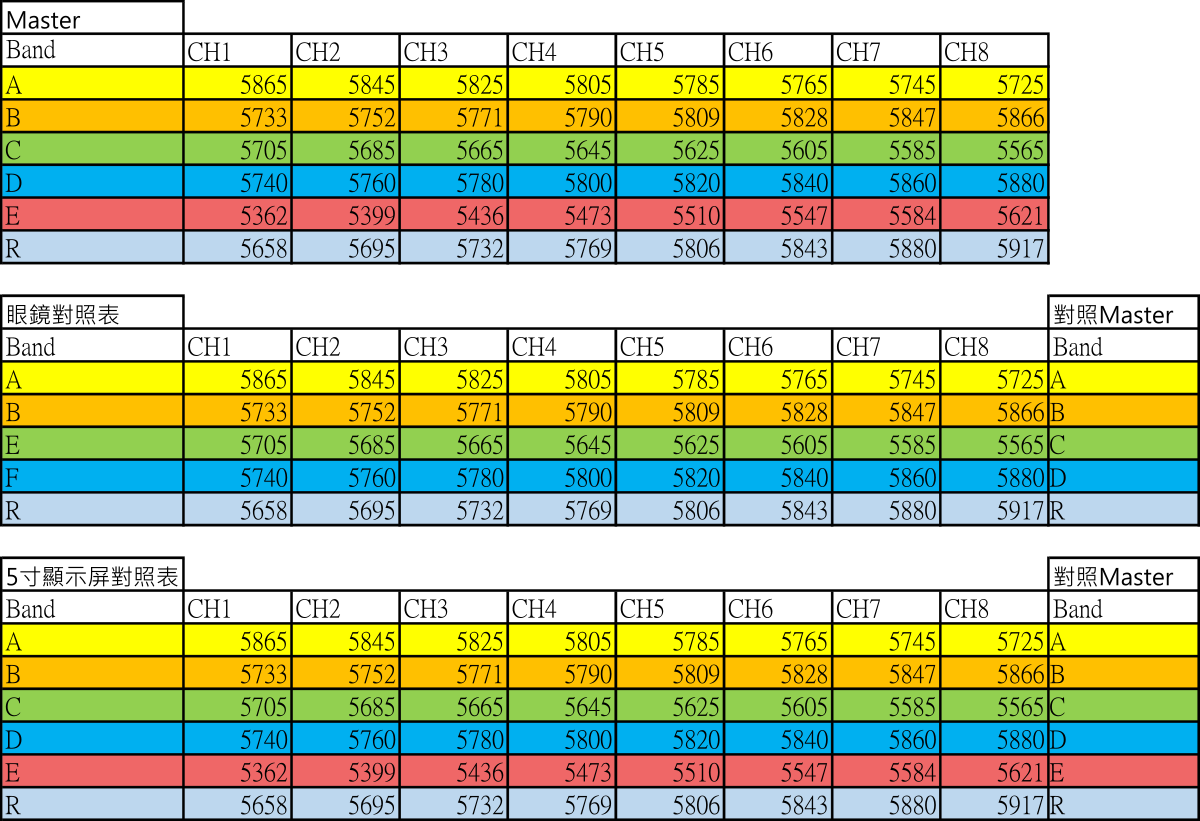 Master
Band CH1 CH2 CH3 CH4 CH5 CH6 CH7 CH8
A 5865 5845 5825 5805 5785 5765 5745 5725
B 5733 5752 5771 5790 5809 5828 5847 5866
C 5705 5685 5665 5645 5625 5605 5585 5565
D 5740 5760 5780 5800 5820 5840 5860 5880
E 5362 5399 5436 5473 5510 5547 5584 5621
R 5658 5695 5732 5769 5806 5843 5880 5917
眼鏡對照表 對照Master
Band CH1 CH2 CH3 CH4 CH5 CH6 CH7 CH8 Band
A 5865 5845 5825 5805 5785 5765 5745 5725 A
B 5733 5752 5771 5790 5809 5828 5847 5866 B
E 5705 5685 5665 5645 5625 5605 5585 5565 C
F 5740 5760 5780 5800 5820 5840 5860 5880 D
R 5658 5695 5732 5769 5806 5843 5880 5917 R
5寸顯示屏對照表 對照Master
Band CH1 CH2 CH3 CH4 CH5 CH6 CH7 CH8 Band
A 5865 5845 5825 5805 5785 5765 5745 5725 A
B 5733 5752 5771 5790 5809 5828 5847 5866 B
C 5705 5685 5665 5645 5625 5605 5585 5565 C
D 5740 5760 5780 5800 5820 5840 5860 5880 D
E 5362 5399 5436 5473 5510 5547 5584 5621 E
R 5658 5695 5732 5769 5806 5843 5880 5917 R